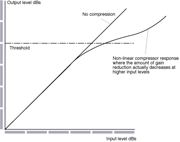 Output level dBs
No compression
Threshold
Non-linear compressor response
where the amount of gain
reduction actually decreases at
higher input levels
Input level dBs